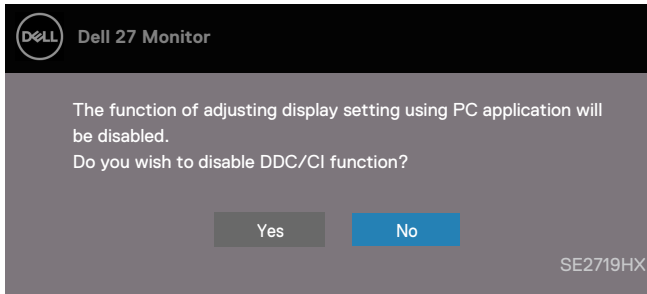 DELL
Dell 27 Monitor
The function of adjusting display setting using PC application will
be disabled.
Do you wish to disable DDC/CI function?
Yes No
SE2719HX